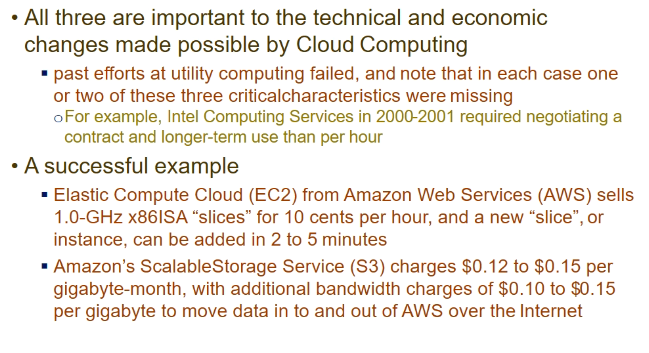 • All three are important to the technical and economic
changes made possible by Cloud Computing
▪ past efforts at utility computing failed, and note that in each case one
or two of these three criticalcharacteristics were missing
o For example, Intel Computing Services in 2000-2001 required negotiating a
contract and longer-term use than per hour
• A successful example
▪ Elastic Compute Cloud (EC2) from Amazon Web Services (AWS) sells
1.0-GHz x86ISA “slices” for 10 cents per hour, and a new “slice”, or
instance, can be added in 2 to 5 minutes
▪ Amazon’s ScalableStorage Service (S3) charges $0.12 to $0.15 per
gigabyte-month, with additional bandwidth charges of $0.10 to $0.15
per gigabyte to move data in to and out of AWS over the Internet